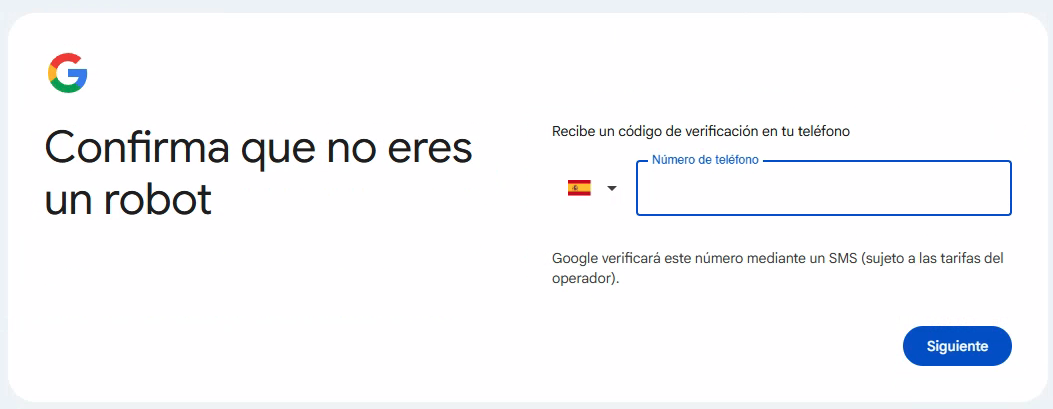 Confirma que no eres
un robot
Recibe un código de verificación en tu teléfono
Número de teléfono
Google verificará este número mediante un SMS (sujeto a las tarifas del
operador).
Siguiente